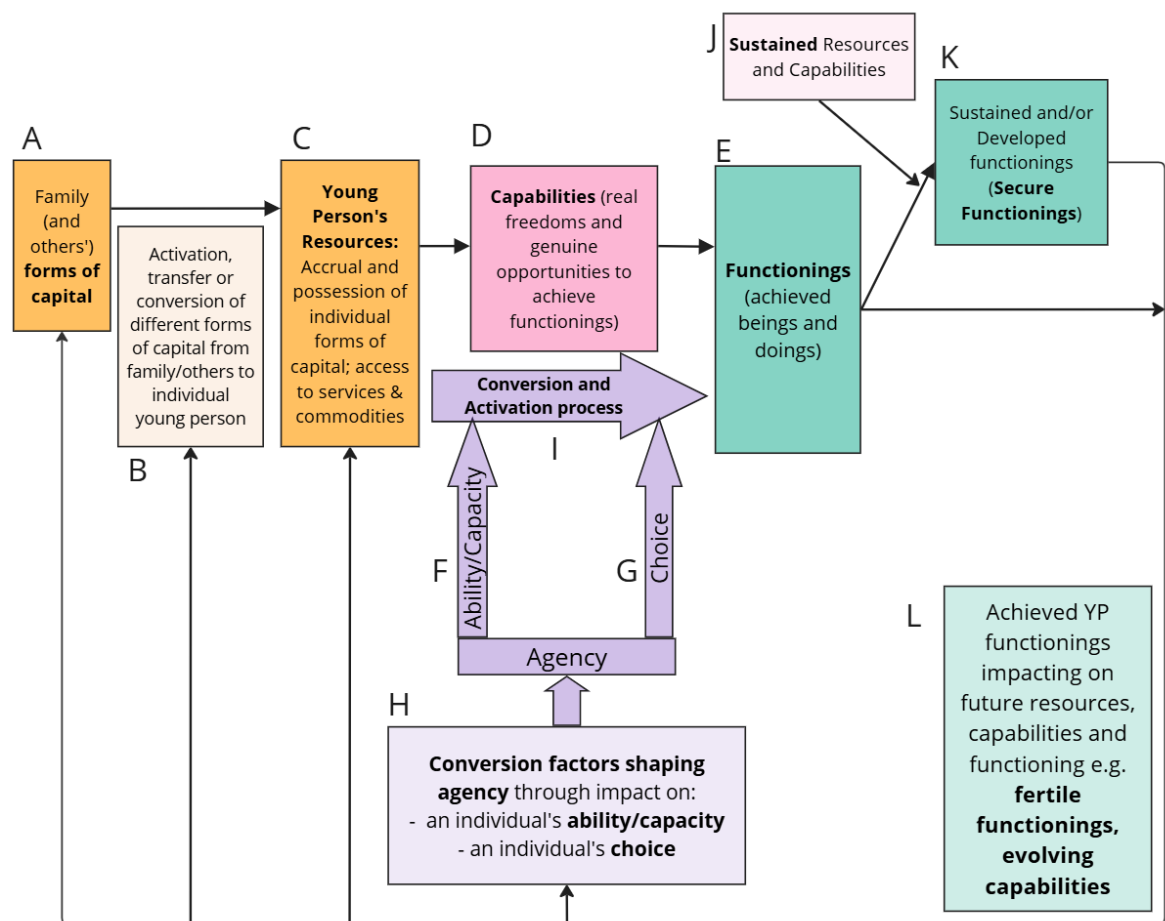 J
Sustained Resources
and Capabilities
K
Sustained and/or
Developed
functionings
(Secure
Functionings)
A
Family
(and
others')
forms of
capital
B
Activation,
transfer or
conversion of
different forms
of capital from
family/others to
individual
young person
C
Young
Person's
Resources:
Accrual and
possession of
individual
forms of
capital; access
to services &
commodities
D
Capabilities (real
freedoms and
genuine
opportunities to
achieve
functionings)
E
Functionings
(achieved
beings and
doings)
Conversion and
Activation process
I
F
Ability/Capacity
G
Choice
Agency
H
Conversion factors shaping
agency through impact on:
- an individual's ability/capacity
- an individual's choice
L
Achieved YP
functionings
impacting on
future resources,
capabilities and
functioning e.g.
fertile
functionings,
evolving
capabilities